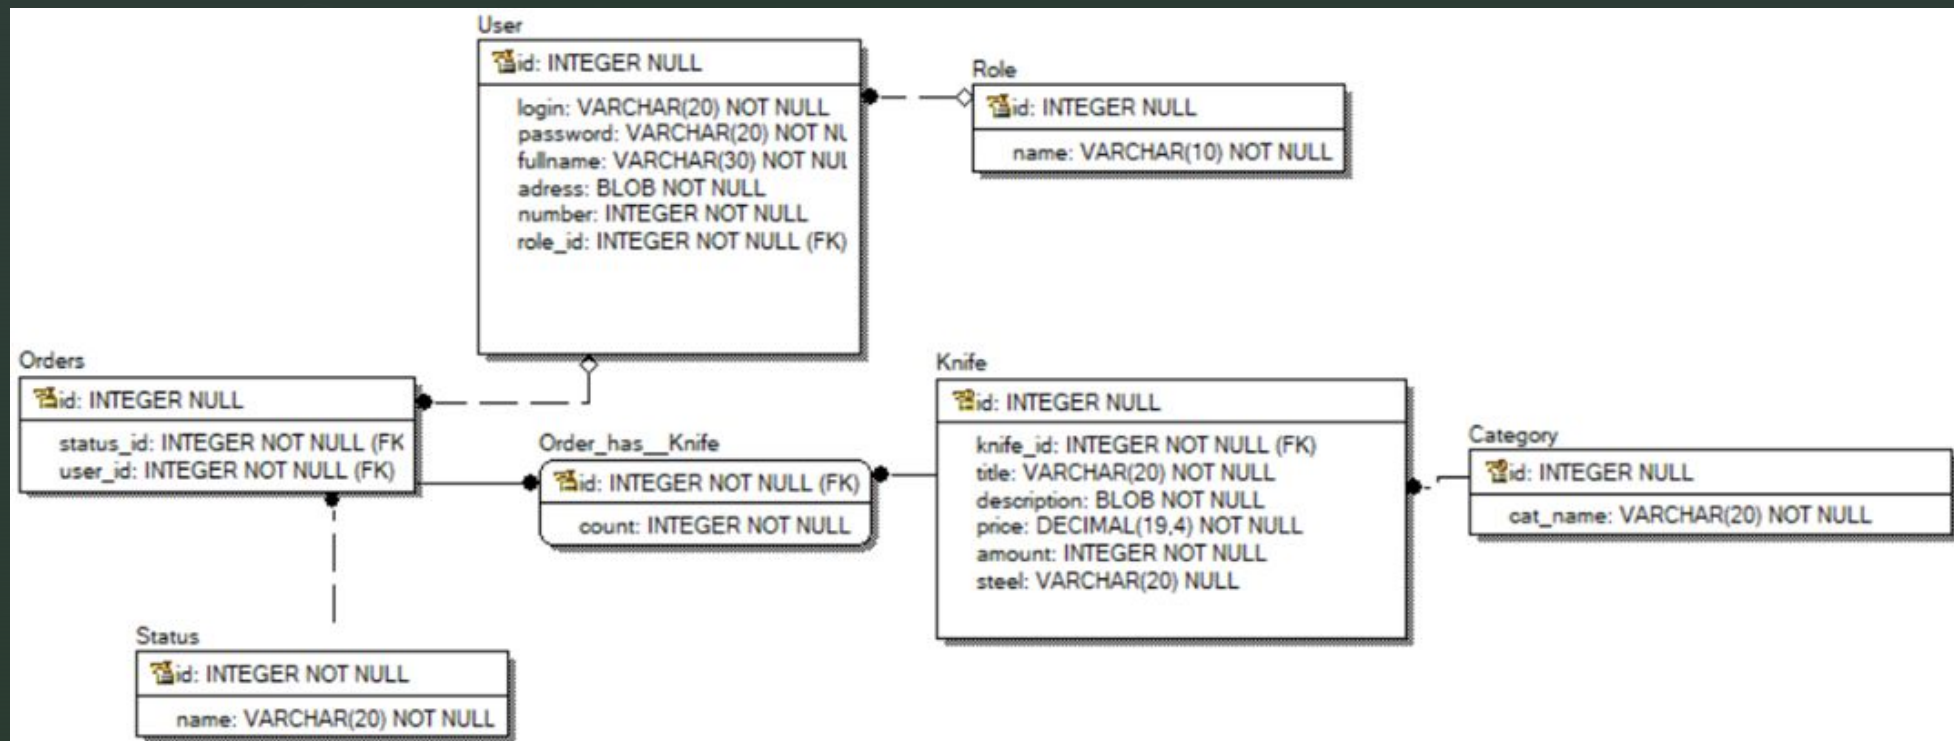 User
id: INTEGER NULL
login: VARCHAR(20) NOT NULL
password: VARCHAR(20) NOT NU
fullname: VARCHAR(30) NOT NUL
adress: BLOB NOT NULL
number: INTEGER NOT NULL
role_id: INTEGER NOT NULL (FK)
Role
id: INTEGER NULL
name: VARCHAR(10) NOT NULL
Orders
id: INTEGER NULL
status_id: INTEGER NOT NULL (FK
user_id: INTEGER NOT NULL (FK)
Order_has__Knife
id: INTEGER NOT NULL (FK)
count: INTEGER NOT NULL
Knife
id: INTEGER NULL
knife_id: INTEGER NOT NULL (FK)
title: VARCHAR(20) NOT NULL
description: BLOB NOT NULL
price: DECIMAL(19,4) NOT NULL
amount: INTEGER NOT NULL
steel: VARCHAR(20) NULL
Category
id: INTEGER NULL
cat_name: VARCHAR(20) NOT NULL
Status
id: INTEGER NOT NULL
name: VARCHAR(20) NOT NULL